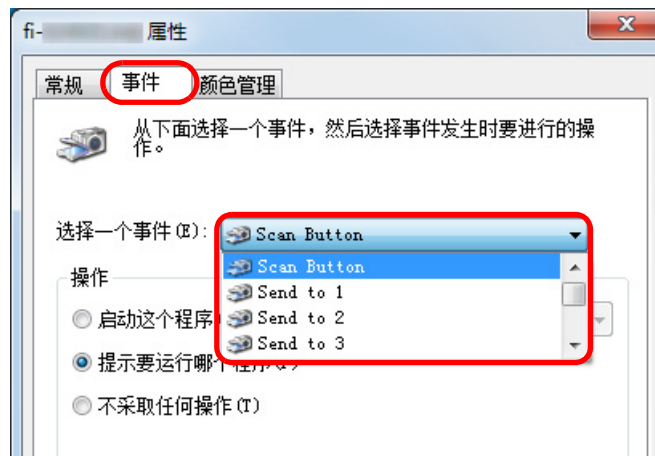 fi- 属性
常规 事件 颜色管理
从下面选择一个事件，然后选择事件发生时要进行的操
作。
选择一个事件(E): Scan Button
Scan Button
操作
Send to 1
启动这个程序 Send to 2
Send to 3
提示要运行哪个程序
不采取任何操作(T)